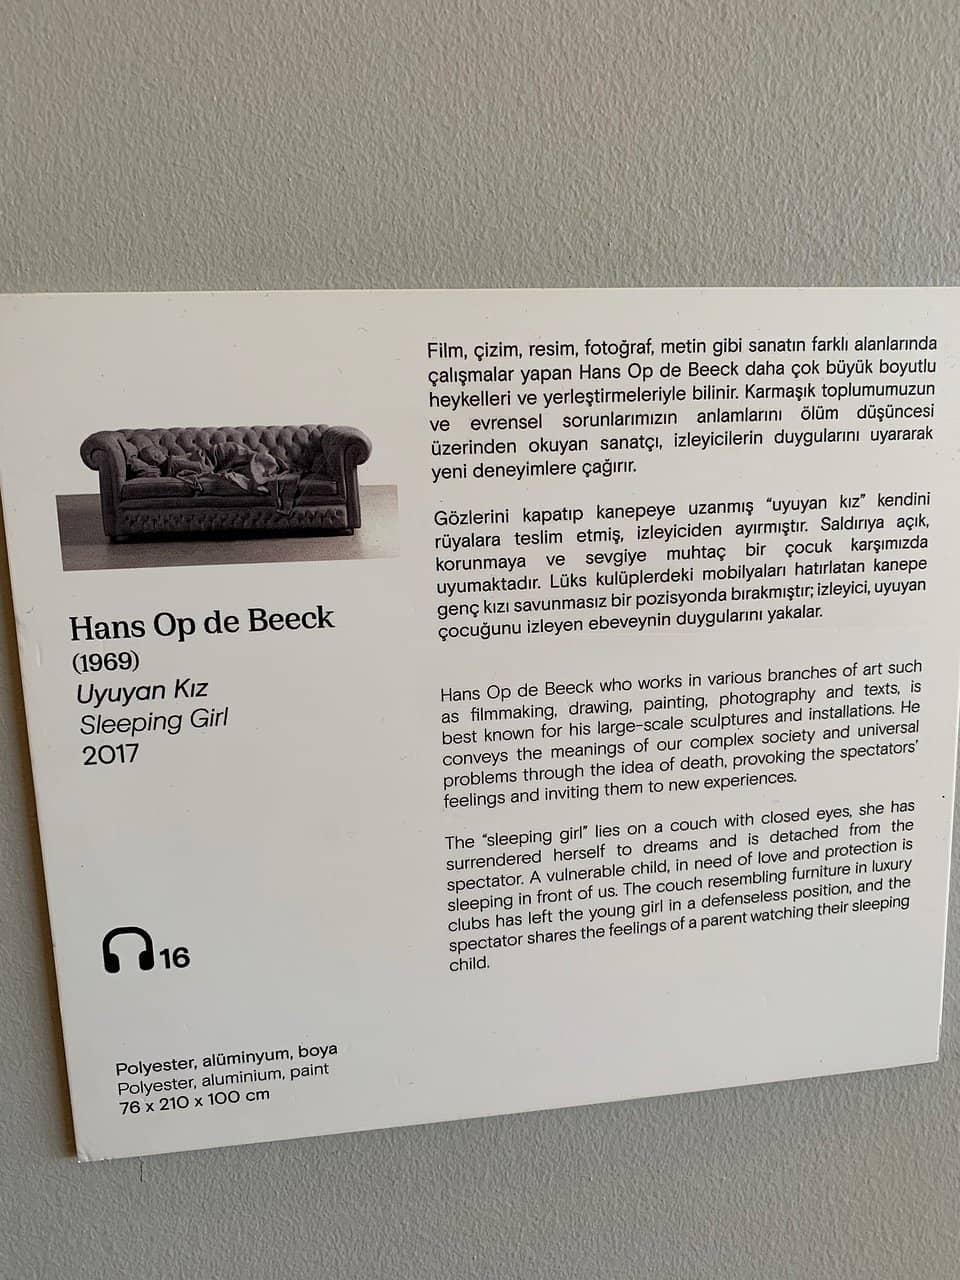 Hans Op de Beeck
(1969)
Uyuyan Kız
Sleeping Girl
2017
16
Polyester, alüminyum, boya
Polyester, aluminium, paint
76 x 210 x 100 cm
Film, çizim, resim, fotoğraf, metin gibi sanatın farklı alanlarında
çalışmalar yapan Hans Op de Beeck daha çok büyük boyutlu
heykelleri ve yerleştirmeleriyle bilinir. Karmaşık toplumumuzun
ve evrensel sorunlarımızın anlamlarını ölüm düşüncesi
üzerinden okuyan sanatçı, izleyicilerin duygularını uyararak
yeni deneyimlere çağırır.
Gözlerini kapatıp kanepeye uzanmış “uyuyan kız” kendini
rüyalara teslim etmiş, izleyiciden ayırmıştır. Saldırıya açık,
korunmaya ve sevgiye muhtaç bir çocuk karşımızda
uyumaktadır. Lüks kulüplerdeki mobilyaları hatırlatan kanepe
genç kızı savunmasız bir pozisyonda bırakmıştır; izleyici, uyuyan
çocuğunu izleyen ebeveynin duygularını yakalar.
Hans Op de Beeck who works in various branches of art such
as filmmaking, drawing, painting, photography and texts, is
best known for his large-scale sculptures and installations. He
conveys the meanings of our complex society and universal
problems through the idea of death, provoking the spectators’
feelings and inviting them to new experiences.
The “sleeping girl” lies on a couch with closed eyes, she has
surrendered herself to dreams and is detached from the
spectator. A vulnerable child, in need of love and protection is
sleeping in front of us. The couch resembling furniture in luxury
clubs has left the young girl in a defenseless position, and the
spectator shares the feelings of a parent watching their sleeping
child.